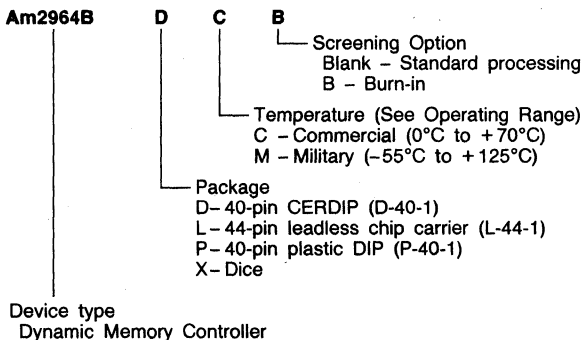 Am2964B D C B
Screening Option
Blank – Standard processing
B – Burn-in
Temperature (See Operating Range)
C – Commercial (0°C to +70°C)
M – Military (–55°C to +125°C)
Package
D – 40-pin CERDIP (D-40-1)
L – 44-pin leadless chip carrier (L-44-1)
P – 40-pin plastic DIP (P-40-1)
X – Dice
Device type
Dynamic Memory Controller